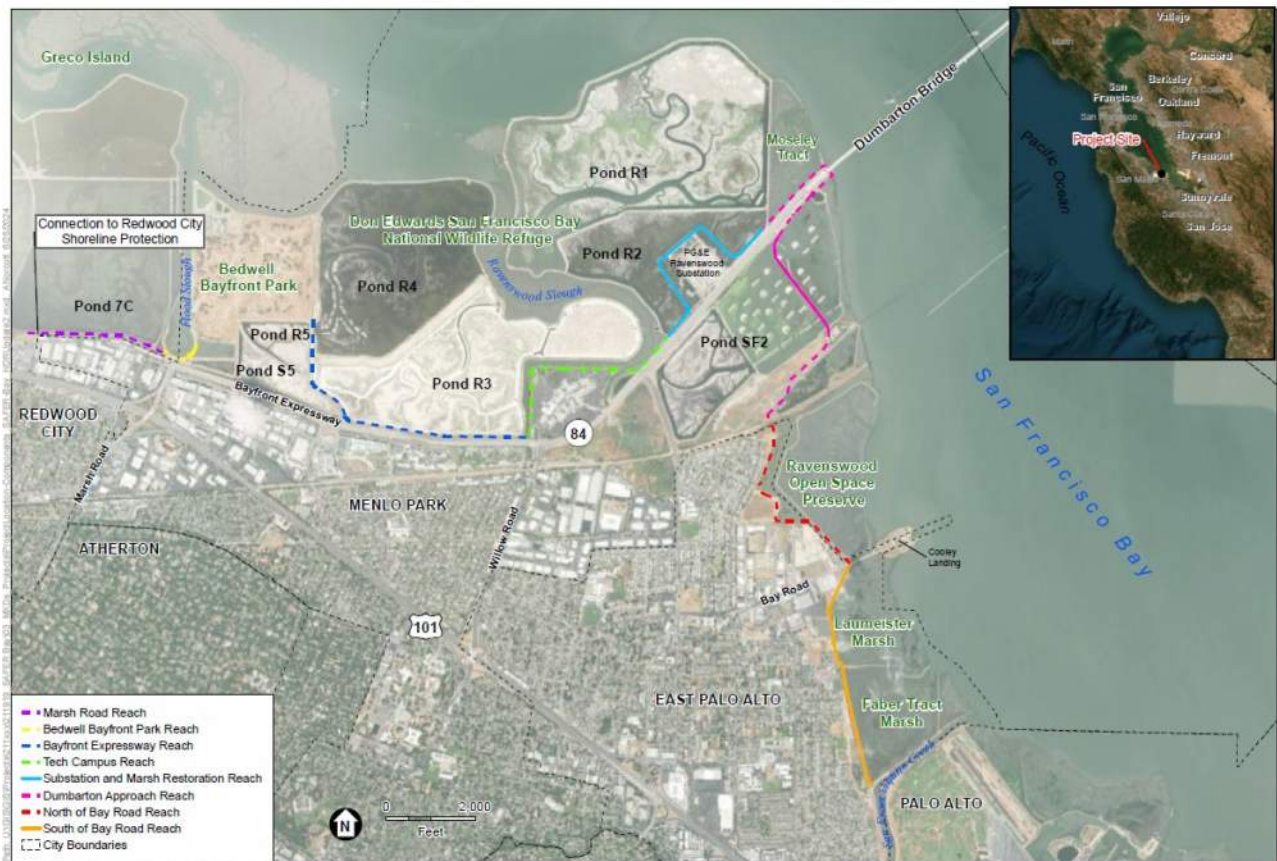 Greco Island
Connection to Redwood City
Shoreline Protection
Pond 7C
Flood Slough
Bedwell
Bayfront Park
Pond R5
Pond S5
Bayfront Expressway
Pond R4
Don Edwards San Francisco Bay
National Wildlife Refuge
Ravenswood Slough
Pond R3
Pond R1
Pond R2
PG&E
Ravenswood
Substation
Moseley
Tract
Dumbarton Bridge
Pond SF2
84
REDWOOD
CITY
Marsh Road
MENLO PARK
ATHERTON
Willow Road
101
Ravenswood
Open Space
Preserve
Cooley
Landing
Bay Road
Laumeister
Marsh
EAST PALO ALTO
Faber Tract
Marsh
PALO ALTO
San Francisco Bay
Vallejo
Concord
Berkeley
San
Francisco
Oakland
Hayward
Project Site
Fremont
Sunnyvale
San Jose
Pacific Ocean
Marsh Road Reach
Bedwell Bayfront Park Reach
Bayfront Expressway Reach
Tech Campus Reach
Substation and Marsh Restoration Reach
Dumbarton Approach Reach
North of Bay Road Reach
South of Bay Road Reach
City Boundaries
N
0 2,000
Feet